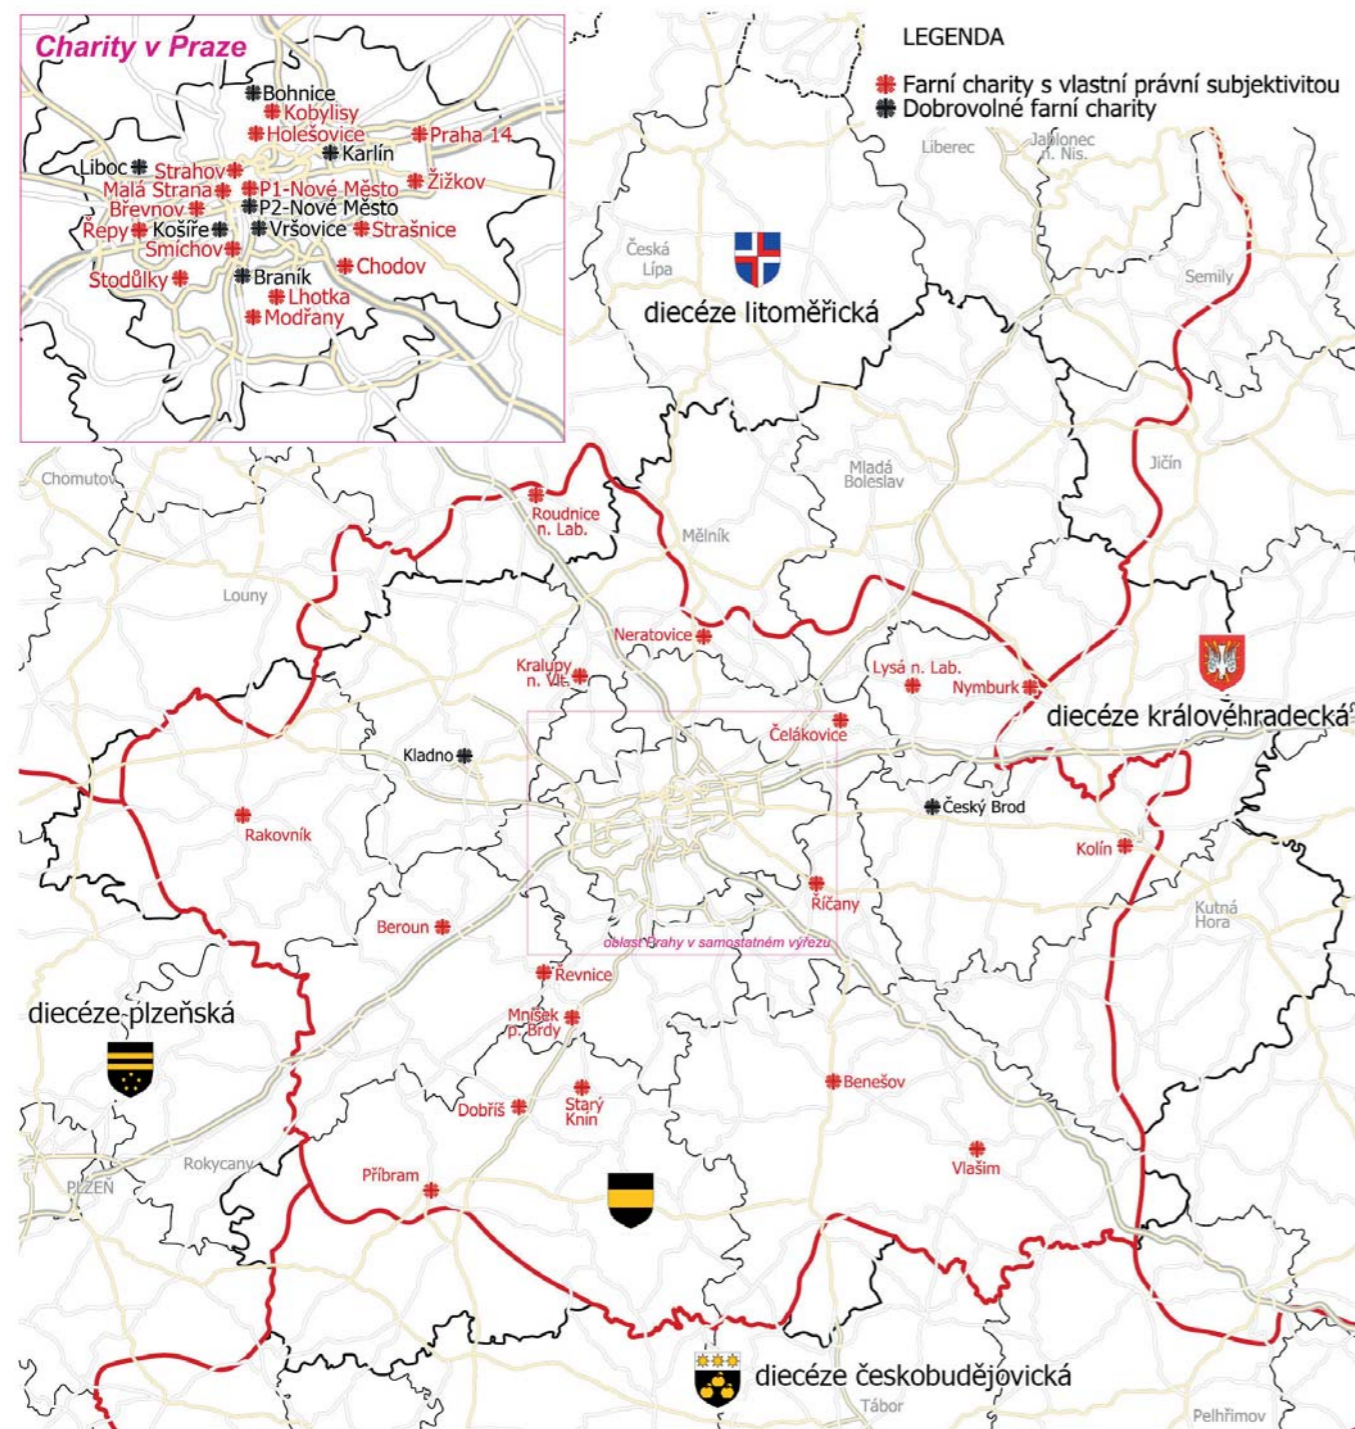 Charity v Praze
Bohnice
Kobylisy
Holešovice
Praha 14
Karlín
Liboc
Strahov
Žižkov
Malá Strana
P1-Nové Město
Břevnov
P2-Nové Město
Řepy
Košíře
Vršovice
Strašnice
Smíchov
Chodov
Stodůlky
Braník
Lhotka
Modřany
LEGENDA
Farní charity s vlastní právní subjektivitou
Dobrovolné farní charity
Liberec
Jablonec
n. Nis.
Česká
Lípa
Semily
diecéze litoměřická
Chomutov
Mladá
Boleslav
Jičín
Roudnice
n. Lab.
Mělník
Louny
Neratovice
Kralupy
n. Vlt.
Lysá n. Lab.
Nymburk
diecéze královéhradecká
Čelákovice
Kladno
Český Brod
Rakovník
Kolín
Říčany
Kutná
Hora
Beroun
oblast Prahy v samostatném výřezu
Řevnice
diecéze plzeňská
Mníšek
p. Brdy
Benešov
Dobříš
Starý
Knín
Rokycany
Vlašim
PLZEŇ
Příbram
diecéze českobudějovická
Tábor
Pelhřimov